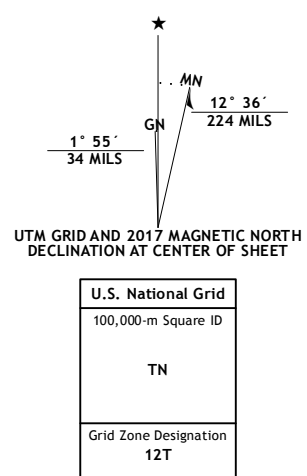 ★
MN
GN
12° 36´
224 MILS
1° 55´
34 MILS
UTM GRID AND 2017 MAGNETIC NORTH
DECLINATION AT CENTER OF SHEET
U.S. National Grid
100,000-m Square ID
TN
Grid Zone Designation
12T